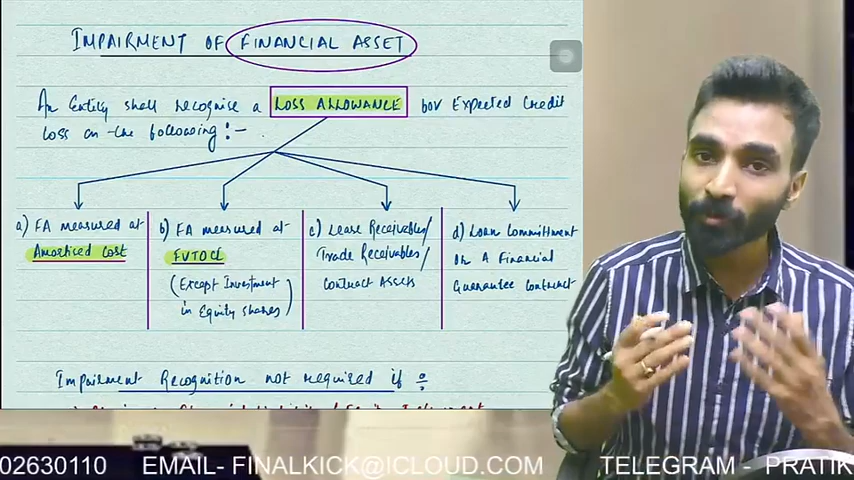 IMPAIRMENT OF FINANCIAL ASSET
An Entity shall recognise a LOSS ALLOWANCE for Expected Credit
Loss on the following :-
a) FA measured at
Amortised Cost
b) FA measured at
FVTOCI
(Except Investment
in Equity shares)
c) Lease Receivables/
Trade Receivables/
Contract Assets
d) Loan Committment
Or A Financial
Guarantee Contract
Impairment Recognition not required if :
02630110 EMAIL- FINALKICK@ICLOUD.COM TELEGRAM - PRATIK